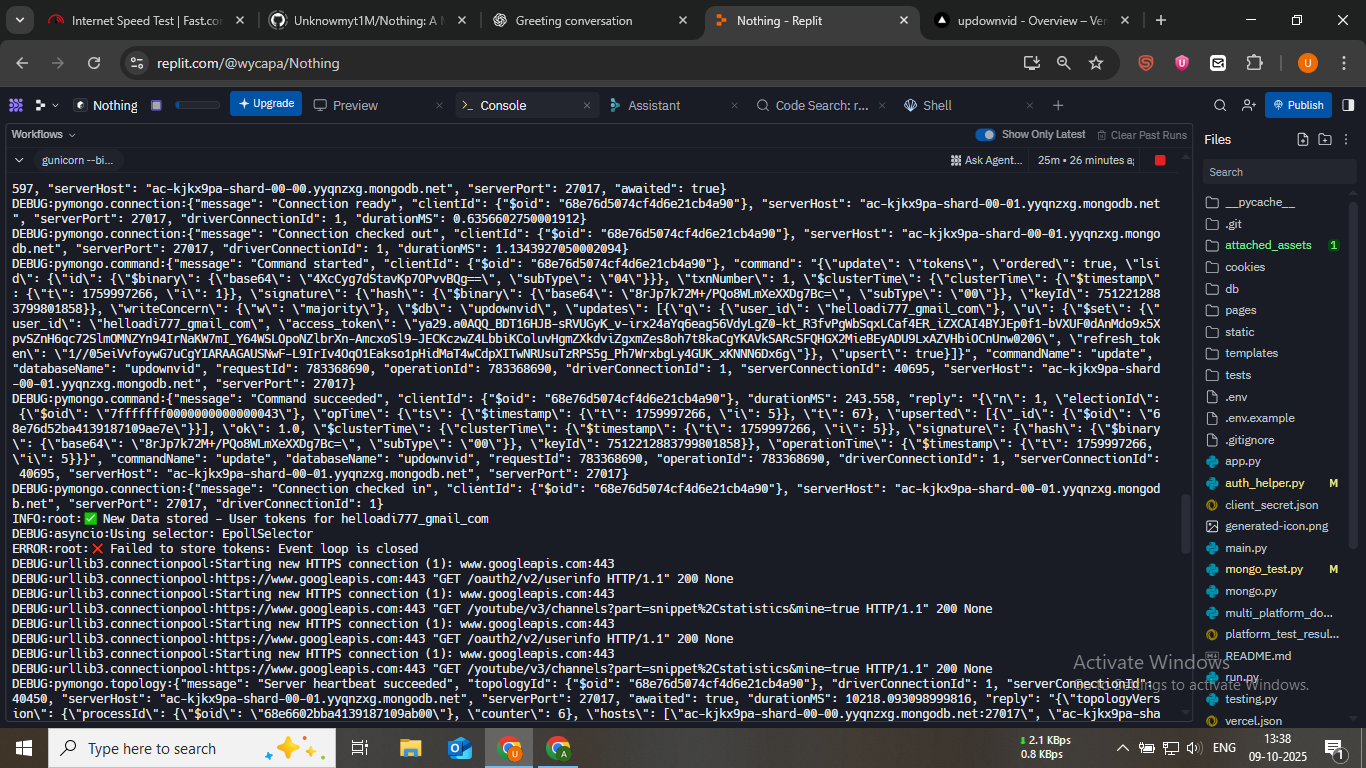 Internet Speed Test | Fast.co
Unknowmyt1M/Nothing: A M
Greeting conversation
Nothing - Replit
updownvid - Overview – Ver
replit.com/@wycapa/Nothing
Nothing
Upgrade
Preview
Console
Assistant
Code Search: r...
Shell
Publish
Workflows
Show Only Latest
Clear Past Runs
gunicorn --bi...
Ask Agent...
25m • 26 minutes a
597, "serverHost": "ac-kjkx9pa-shard-00-00.yyqnzxg.mongodb.net", "serverPort": 27017, "awaited": true}
DEBUG:pymongo.connection:{"message": "Connection ready", "clientId": {"$oid": "68e76d5074cf4d6e21cb4a90"}, "serverHost": "ac-kjkx9pa-shard-00-01.yyqnzxg.mongodb.net
", "serverPort": 27017, "driverConnectionId": 1, "durationMS": 0.6356602750001912}
DEBUG:pymongo.connection:{"message": "Connection checked out", "clientId": {"$oid": "68e76d5074cf4d6e21cb4a90"}, "serverHost": "ac-kjkx9pa-shard-00-01.yyqnzxg.mongo
db.net", "serverPort": 27017, "driverConnectionId": 1, "durationMS": 1.1343927050002094}
DEBUG:pymongo.command:{"message": "Command started", "clientId": {"$oid": "68e76d5074cf4d6e21cb4a90"}, "command": "{\"update\": \"tokens\", \"ordered\": true, \"lsi
d\": {\"id\": {\"$binary\": {\"base64\": \"4XcCyg7dStavKp7OPvvBQg==\", \"subType\": \"04\"}}}, \"txnNumber\": 1, \"$clusterTime\": {\"clusterTime\": {\"$timestamp\"
: {\"t\": 1759997266, \"i\": 1}}, \"signature\": {\"hash\": {\"$binary\": {\"base64\": \"8rJp7k72M+/PQo8WLmXeXXDg7Bc=\", \"subType\": \"00\"}}, \"keyId\": 751221288
3799801858}}, \"writeConcern\": {\"w\": \"majority\"}, \"$db\": \"updownvid\", \"updates\": [{\"q\": {\"user_id\": \"helloadi777_gmail_com\"}, \"u\": {\"$set\": {\"
user_id\": \"helloadi777_gmail_com\", \"access_token\":
\"refresh_tok
en\":
\"}}, \"upsert\": true}]}", "commandName": "update",
"databaseName": "updownvid", "requestId": 783368690, "operationId": 783368690, "driverConnectionId": 1, "serverConnectionId": 40695, "serverHost": "ac-kjkx9pa-shard
-00-01.yyqnzxg.mongodb.net", "serverPort": 27017}
DEBUG:pymongo.command:{"message": "Command succeeded", "clientId": {"$oid": "68e76d5074cf4d6e21cb4a90"}, "durationMS": 243.558, "reply": "{\"n\": 1, \"electionId\":
{\"$oid\": \"7fffffff0000000000000043\"}, \"opTime\": {\"ts\": {\"$timestamp\": {\"t\": 1759997266, \"i\": 5}}, \"t\": 67}, \"upserted\": [{\"_id\": {\"$oid\": \"6
8e76d52ba4139187109ae7e\"}}], \"ok\": 1.0, \"$clusterTime\": {\"clusterTime\": {\"$timestamp\": {\"t\": 1759997266, \"i\": 5}}, \"signature\": {\"hash\": {\"$binary
\": {\"base64\": \"8rJp7k72M+/PQo8WLmXeXXDg7Bc=\", \"subType\": \"00\"}}, \"keyId\": 7512212883799801858}}, \"operationTime\": {\"$timestamp\": {\"t\": 1759997266,
\"i\": 5}}}", "commandName": "update", "databaseName": "updownvid", "requestId": 783368690, "operationId": 783368690, "driverConnectionId": 1, "serverConnectionId":
40695, "serverHost": "ac-kjkx9pa-shard-00-01.yyqnzxg.mongodb.net", "serverPort": 27017}
DEBUG:pymongo.connection:{"message": "Connection checked in", "clientId": {"$oid": "68e76d5074cf4d6e21cb4a90"}, "serverHost": "ac-kjkx9pa-shard-00-01.yyqnzxg.mongod
b.net", "serverPort": 27017, "driverConnectionId": 1}
INFO:root:✅ New Data stored - User tokens for helloadi777_gmail_com
DEBUG:asyncio:Using selector: EpollSelector
ERROR:root:❌ Failed to store tokens: Event loop is closed
DEBUG:urllib3.connectionpool:Starting new HTTPS connection (1): www.googleapis.com:443
DEBUG:urllib3.connectionpool:https://www.googleapis.com:443 "GET /oauth2/v2/userinfo HTTP/1.1" 200 None
DEBUG:urllib3.connectionpool:Starting new HTTPS connection (1): www.googleapis.com:443
DEBUG:urllib3.connectionpool:https://www.googleapis.com:443 "GET /youtube/v3/channels?part=snippet%2Cstatistics&mine=true HTTP/1.1" 200 None
DEBUG:urllib3.connectionpool:Starting new HTTPS connection (1): www.googleapis.com:443
DEBUG:urllib3.connectionpool:https://www.googleapis.com:443 "GET /oauth2/v2/userinfo HTTP/1.1" 200 None
DEBUG:urllib3.connectionpool:Starting new HTTPS connection (1): www.googleapis.com:443
DEBUG:urllib3.connectionpool:https://www.googleapis.com:443 "GET /youtube/v3/channels?part=snippet%2Cstatistics&mine=true HTTP/1.1" 200 None
DEBUG:pymongo.topology:{"message": "Server heartbeat succeeded", "topologyId": {"$oid": "68e76d5074cf4d6e21cb4a90"}, "driverConnectionId": 1, "serverConnectionId":
40450, "serverHost": "ac-kjkx9pa-shard-00-01.yyqnzxg.mongodb.net", "serverPort": 27017, "awaited": true, "durationMS": 10218.093098999816, "reply": "{\"topologyVers
ion\": {\"processId\": {\"$oid\": \"68e6602bba4139187109ab00\"}, \"counter\": 6}, \"hosts\": [\"ac-kjkx9pa-shard-00-00.yyqnzxg.mongodb.net:27017\", \"ac-kjkx9pa-sha
Files
Search
__pycache__
.git
attached_assets 1
cookies
db
pages
static
templates
tests
.env
.env.example
.gitignore
app.py
auth_helper.py M
client_secret.json
generated-icon.png
main.py
mongo_test.py M
mongo.py
multi_platform_do...
platform_test_resul...
README.md
run.py
testing.py
vercel.json
Activate Windows
Go to Settings to activate Windows.
Type here to search
2.1 KBps
0.8 KBps
ENG
13:38
09-10-2025
1